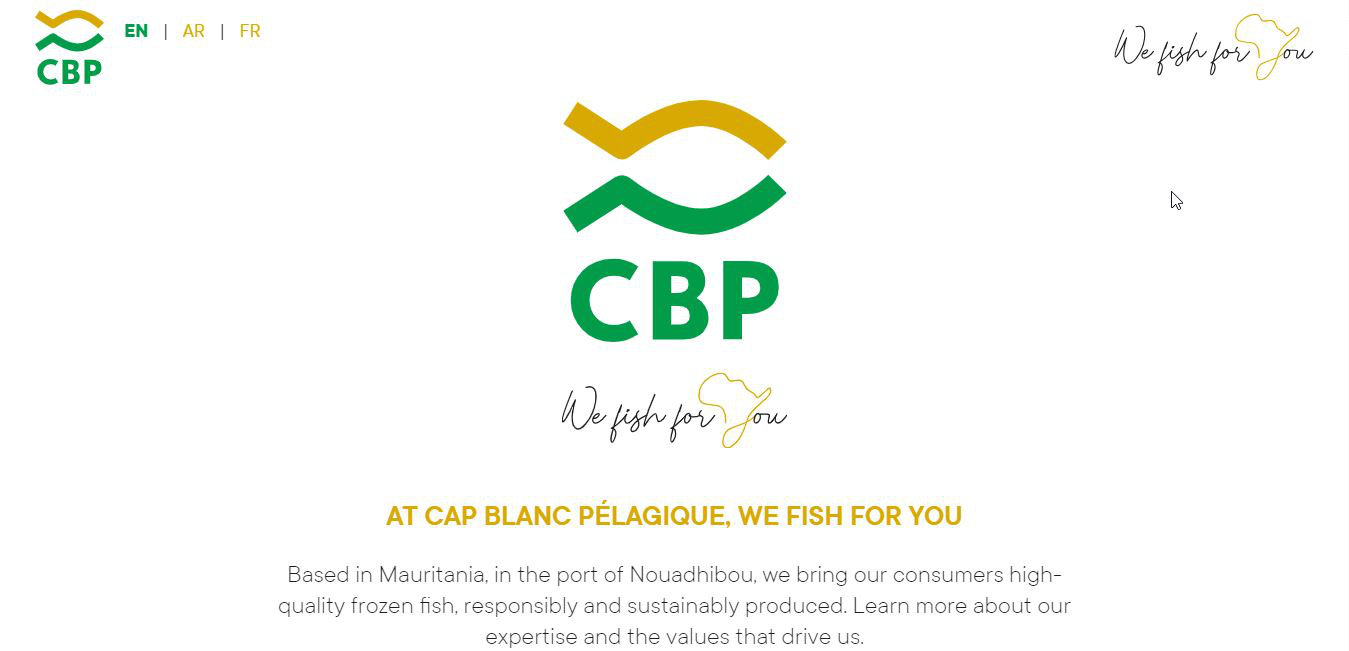 EN | AR | FR
CBP
We fish for You
CBP
We fish for You
AT CAP BLANC PÉLAGIQUE, WE FISH FOR YOU
Based in Mauritania, in the port of Nouadhibou, we bring our consumers high-
quality frozen fish, responsibly and sustainably produced. Learn more about our
expertise and the values that drive us.